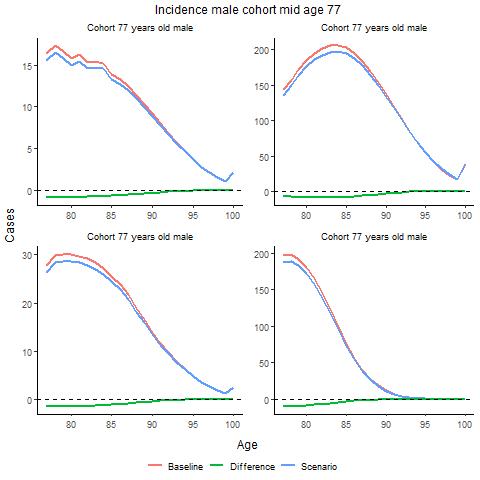 Incidence male cohort mid age 77
Cohort 77 years old male
Cohort 77 years old male
15
10
5
0
80 85 90 95 100
200
150
100
50
0
80 85 90 95 100
Cohort 77 years old male
Cohort 77 years old male
30
20
10
0
80 85 90 95 100
200
150
100
50
0
80 85 90 95 100
Cases
Age
Baseline Difference Scenario